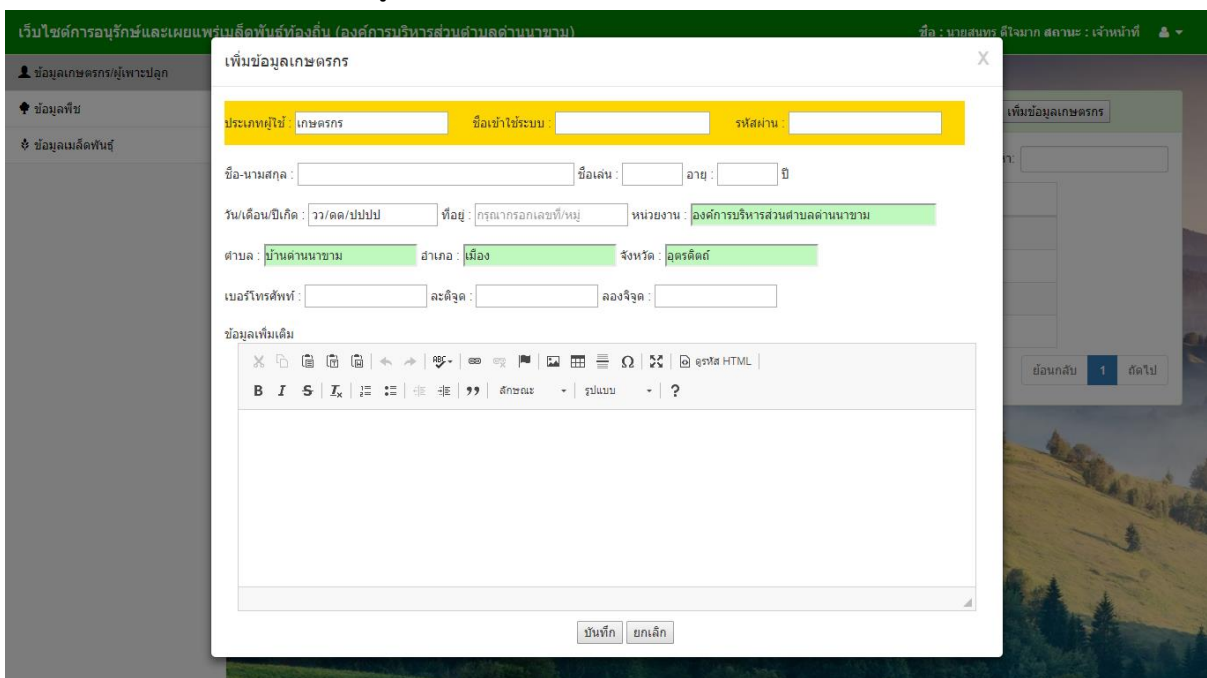 เว็บไซต์การอนุรักษ์และเผยแพร่เมล็ดพันธุ์ท้องถิ่น (องค์การบริหารส่วนตำบลด่านนาขาม) ชื่อ : นายสุนทร ดีใจมาก สถานะ : เจ้าหน้าที่
ข้อมูลเกษตรกร/ผู้เพาะปลูก
ข้อมูลพืช
ข้อมูลเมล็ดพันธุ์
เพิ่มข้อมูลเกษตรกร X
เพิ่มข้อมูลเกษตรกร
ประเภทผู้ใช้ : เกษตรกร ชื่อเข้าใช้ระบบ : รหัสผ่าน :
ชื่อ-นามสกุล : ชื่อเล่น : อายุ : ปี
วัน/เดือน/ปีเกิด : วว/ดด/ปปปป ที่อยู่ : กรุณากรอกเลขที่/หมู่ หน่วยงาน : องค์การบริหารส่วนตำบลด่านนาขาม
ตำบล : บ้านด่านนาขาม อำเภอ : เมือง จังหวัด : อุตรดิตถ์
เบอร์โทรศัพท์ : ละติจูด : ลองจิจูด :
ข้อมูลเพิ่มเติม
ABC Ω ดูรหัส HTML
B I S Tx ลักษณะ รูปแบบ ?
ย้อนกลับ 1 ถัดไป
บันทึก ยกเลิก